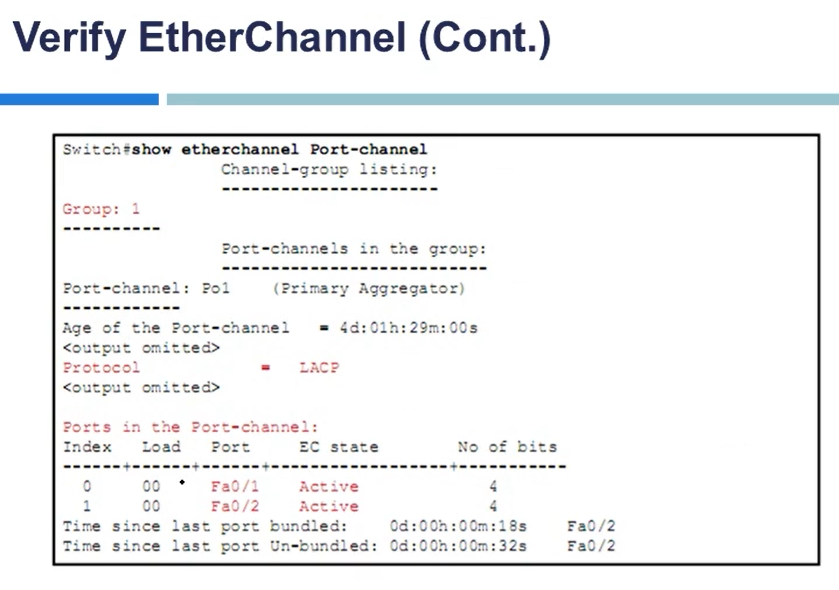 Verify EtherChannel (Cont.)
Switch#show etherchannel Port-channel
Channel-group listing:
----------------------
Group: 1
----------
Port-channels in the group:
---------------------------
Port-channel: Po1    (Primary Aggregator)
------------
Age of the Port-channel   = 4d:01h:29m:00s
<output omitted>
Protocol            =   LACP
<output omitted>
Ports in the Port-channel:
Index   Load   Port     EC state        No of bits
------+------+------+------------------+-----------
0     00     Fa0/1    Active             4
1     00     Fa0/2    Active             4
Time since last port bundled:    0d:00h:00m:18s    Fa0/2
Time since last port Un-bundled: 0d:00h:00m:32s    Fa0/2